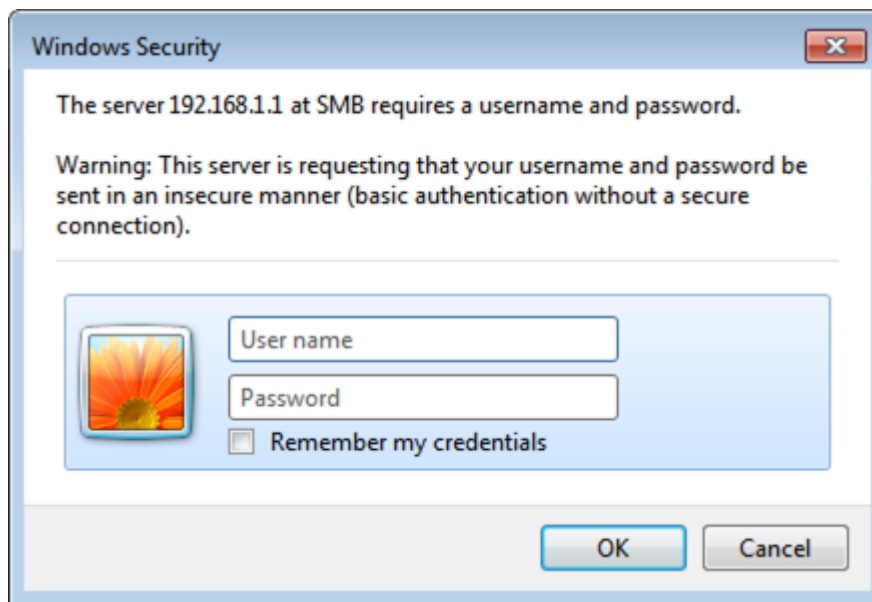 Windows Security
The server 192.168.1.1 at SMB requires a username and password.
Warning: This server is requesting that your username and password be
sent in an insecure manner (basic authentication without a secure
connection).
User name
Password
Remember my credentials
OK
Cancel